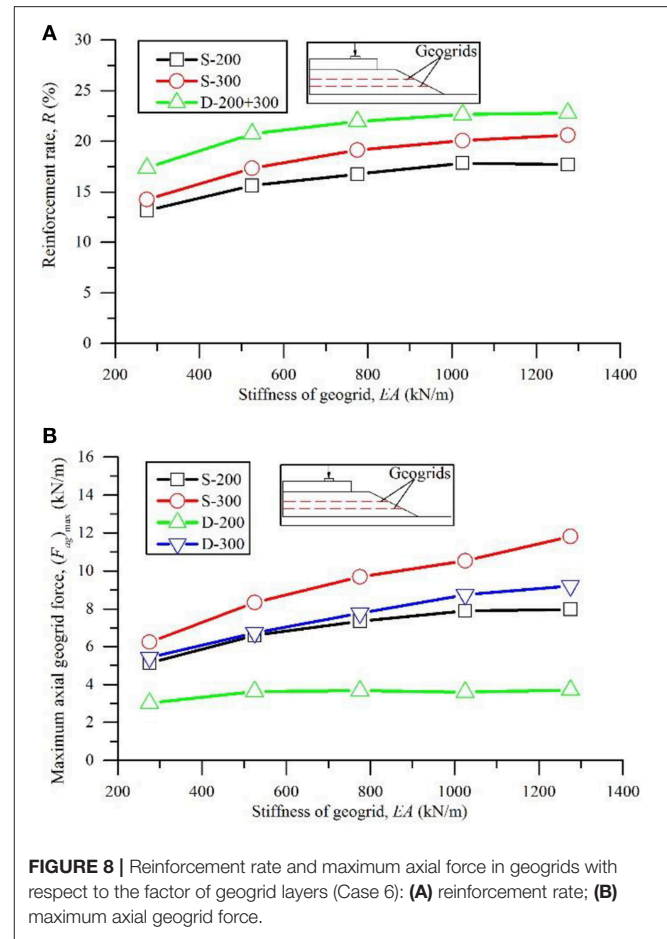 A
S-200
S-300
D-200+300
Geogrids
Reinforcement rate, R (%)
30
25
20
15
10
5
0
200 400 600 800 1000 1200 1400
Stiffness of geogrid, EA (kN/m)
B
S-200
S-300
D-200
D-300
Geogrids
Maximum axial geogrid force, (F_ag)_max (kN/m)
16
14
12
10
8
6
4
2
0
200 400 600 800 1000 1200 1400
Stiffness of geogrid, EA (kN/m)
FIGURE 8 | Reinforcement rate and maximum axial force in geogrids with
respect to the factor of geogrid layers (Case 6): (A) reinforcement rate; (B)
maximum axial geogrid force.